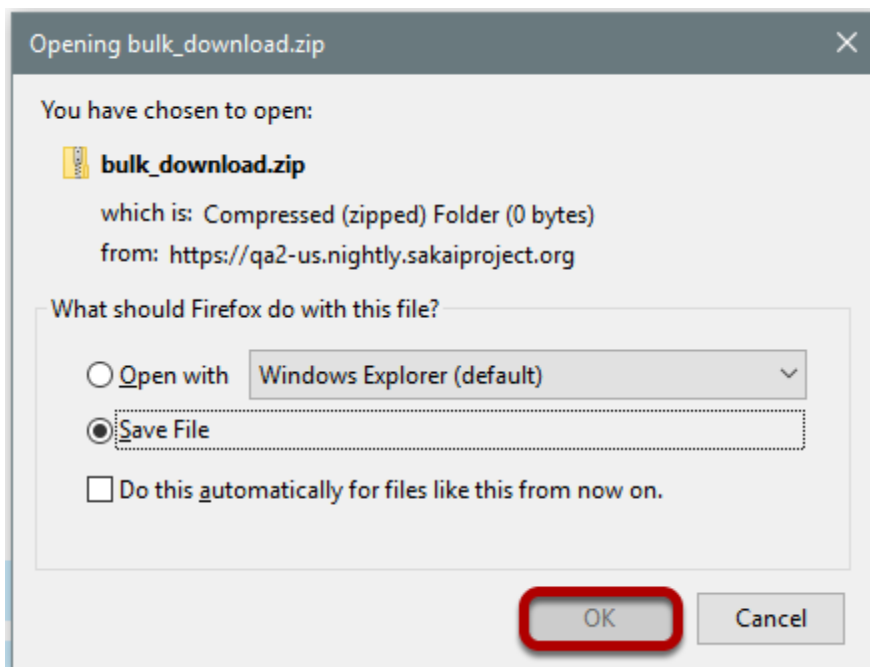 Opening bulk_download.zip
You have chosen to open:
bulk_download.zip
which is: Compressed (zipped) Folder (0 bytes)
from: https://qa2-us.nightly.sakaiproject.org
What should Firefox do with this file?
Open with Windows Explorer (default)
Save File
Do this automatically for files like this from now on.
OK Cancel